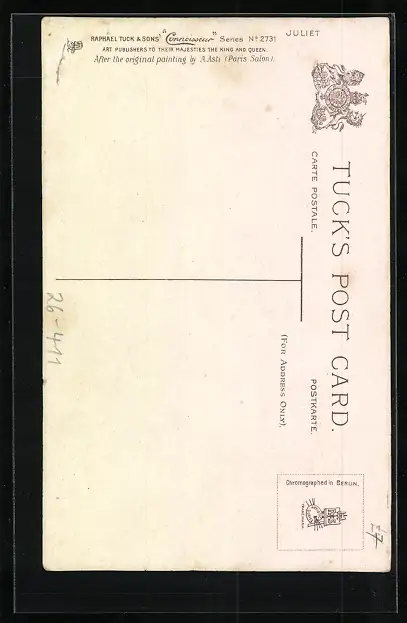 JULIET
RAPHAEL TUCK & SONS' "Connoisseur" Series Nº 2731
ART PUBLISHERS TO THEIR MAJESTIES THE KING AND QUEEN.
After the original painting by A. Asti (Paris Salon).
TUCK'S POST CARD.
CARTE POSTALE.
POSTKARTE.
(FOR ADDRESS ONLY).
Chromographed in BERLIN.
26-411
£7